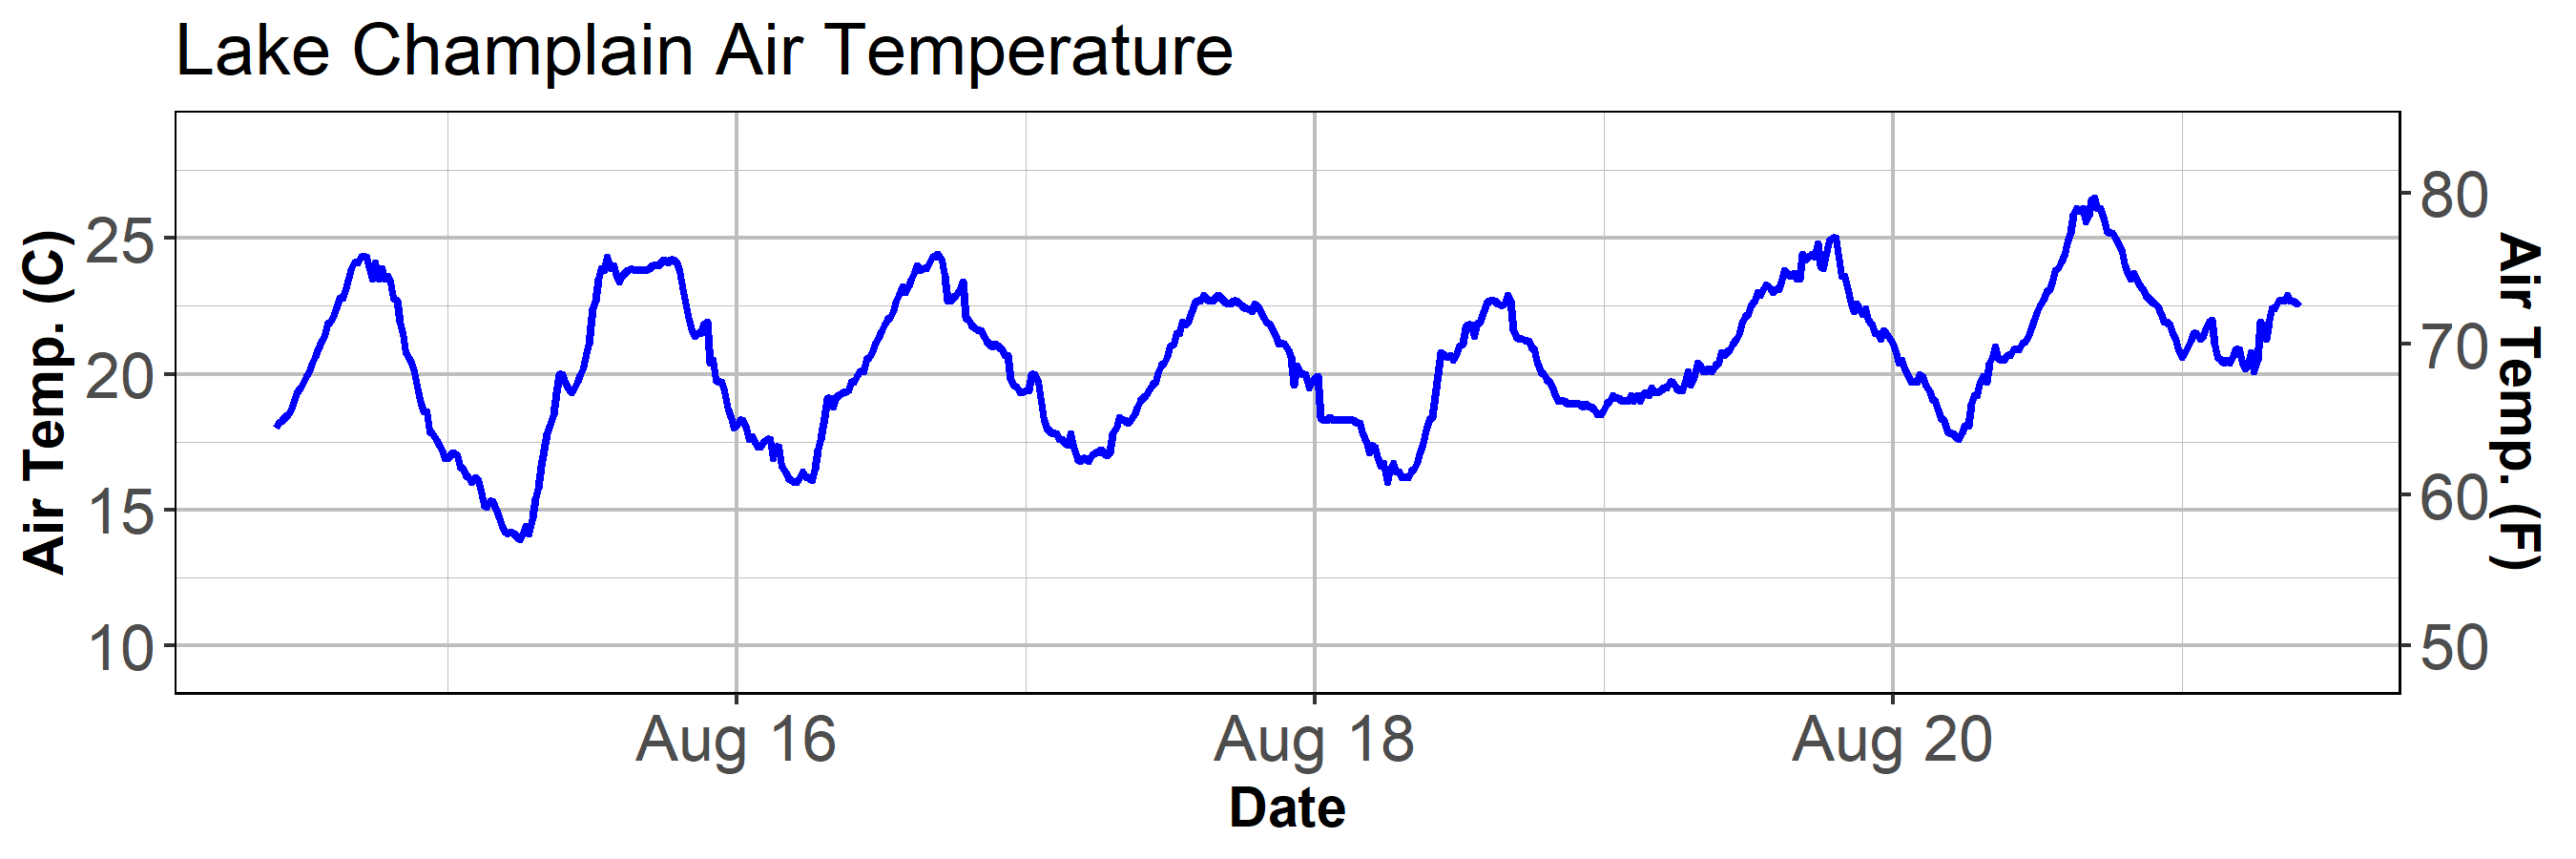 Lake Champlain Air Temperature
Air Temp. (C)
25
20
15
10
80
70
60
50
Air Temp. (F)
Aug 16
Aug 18
Aug 20
Date